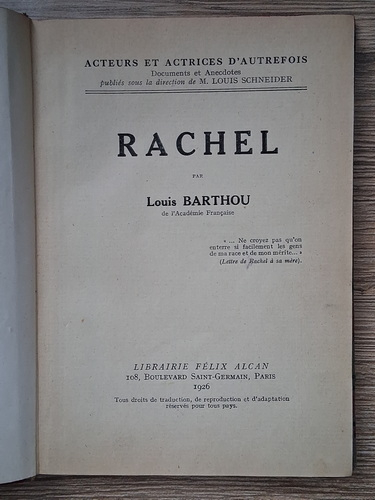 ACTEURS ET ACTRICES D'AUTREFOIS
Documents et Anecdotes
publiés sous la direction de M. LOUIS SCHNEIDER
RACHEL
PAR
Louis BARTHOU
de l'Académie Française
« ... Ne croyez pas qu'on
enterre si facilement les gens
de ma race et de mon mérite... »
(Lettre de Rachel à sa mère).
LIBRAIRIE FÉLIX ALCAN
108, BOULEVARD SAINT-GERMAIN, PARIS
1926
Tous droits de traduction, de reproduction et d'adaptation
réservés pour tous pays.